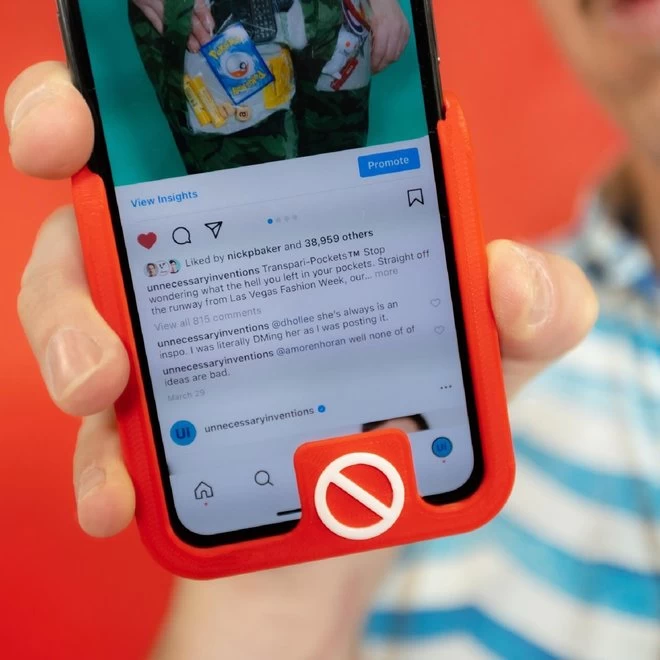 Pokémon
Promote
View Insights
Liked by nickpbaker and 38,959 others
unnecessaryinventions Transpari-Pockets™ Stop
wondering what the hell you left in your pockets. Straight off
the runway from Las Vegas Fashion Week, our... more
View all 815 comments
unnecessaryinventions @dhollee she's always is an
inspo. I was literally DMing her as I was posting it.
unnecessaryinventions @amorenhoran well none of of
ideas are bad.
March 29
UI unnecessaryinventions
UI